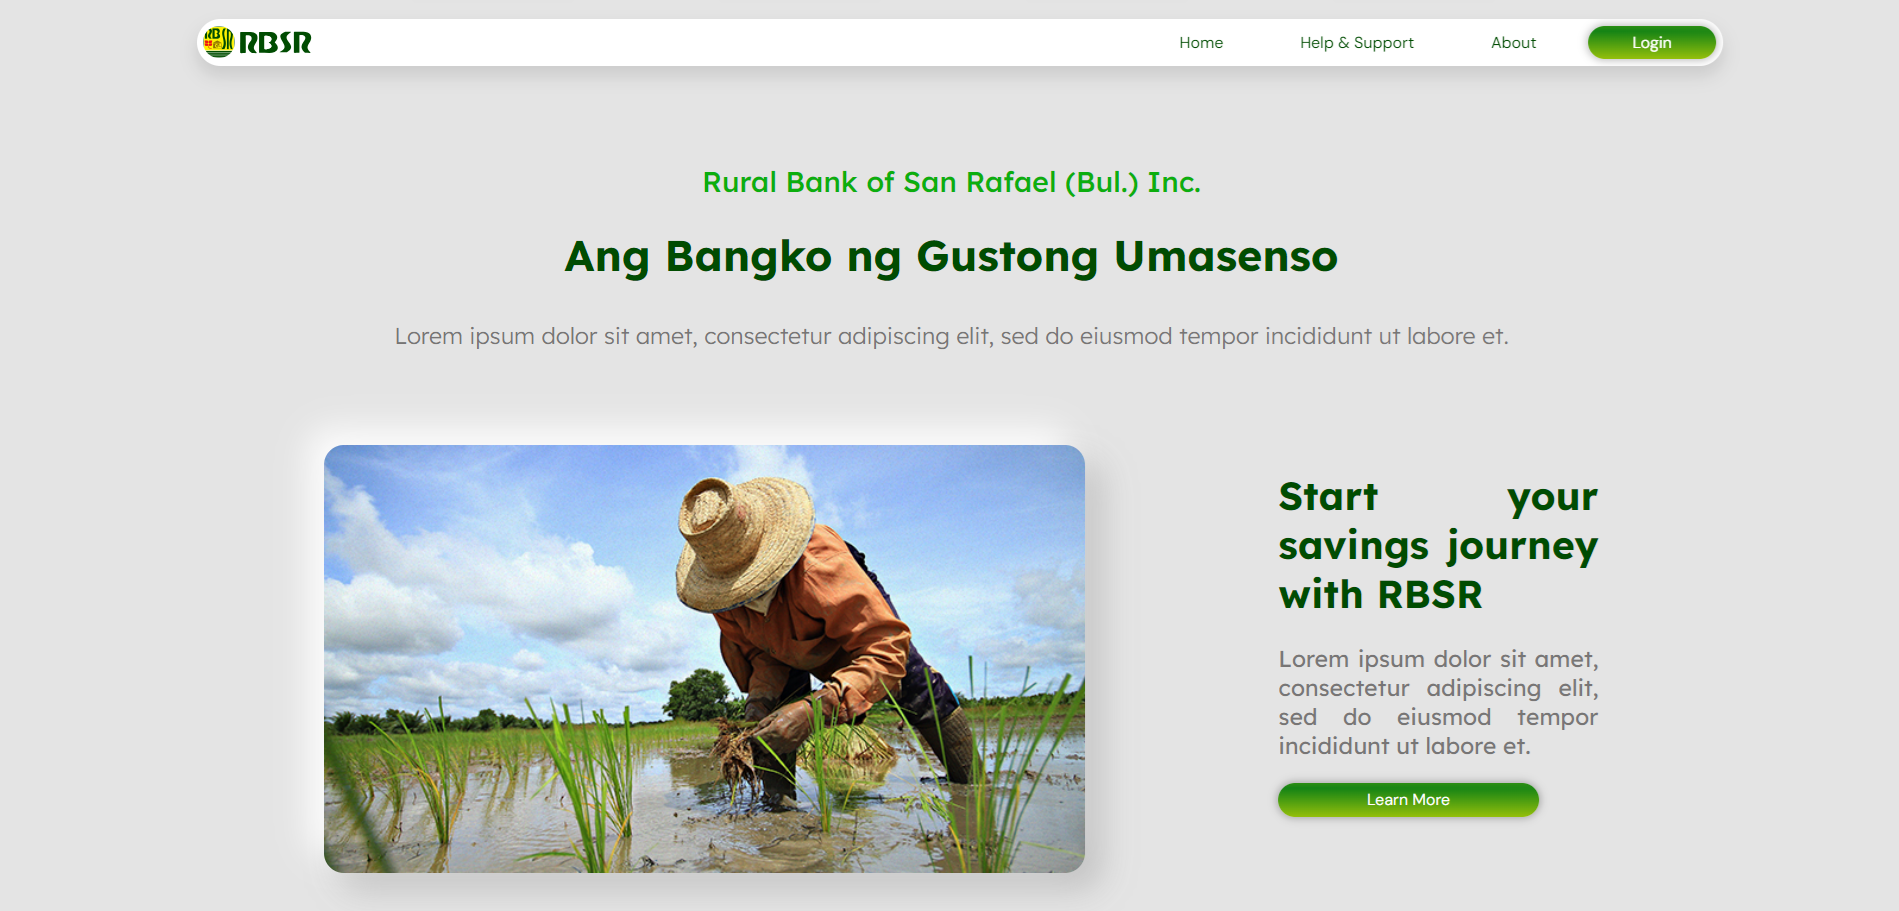 RBSR RBSR Home Help & Support About Login
Rural Bank of San Rafael (Bul.) Inc.
Ang Bangko ng Gustong Umasenso
Lorem ipsum dolor sit amet, consectetur adipiscing elit, sed do eiusmod tempor incididunt ut labore et.
Start your
savings journey
with RBSR
Lorem ipsum dolor sit amet,
consectetur adipiscing elit,
sed do eiusmod tempor
incididunt ut labore et.
Learn More